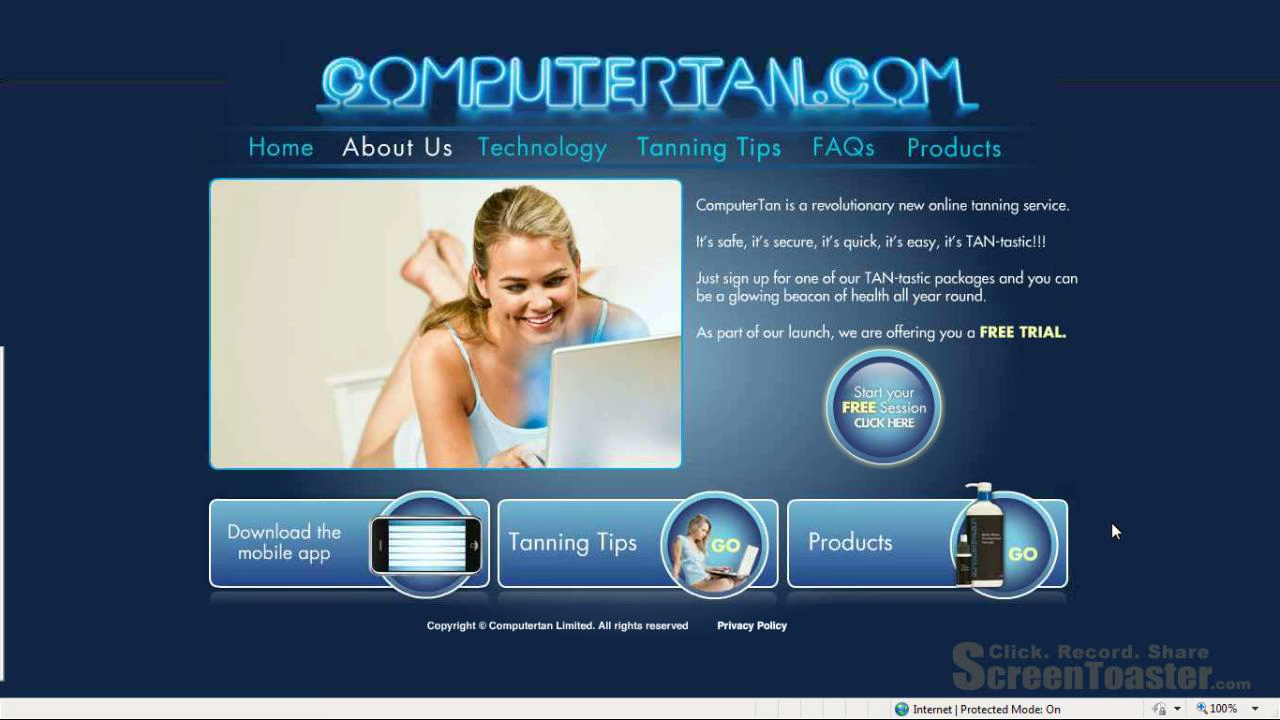 COMPUTERTAN.COM
Home About Us Technology Tanning Tips FAQs Products
ComputerTan is a revolutionary new online tanning service.
It's safe, it's secure, it's quick, it's easy, it's TAN-tastic!!!
Just sign up for one of our TAN-tastic packages and you can
be a glowing beacon of health all year round.
As part of our launch, we are offering you a FREE TRIAL.
Start your
FREE Session
CLICK HERE
Download the
mobile app
Tanning Tips
GO
Products
GO
Copyright © Computertan Limited. All rights reserved Privacy Policy
Click. Record. Share
ScreenToaster.com
Internet | Protected Mode: On
100%